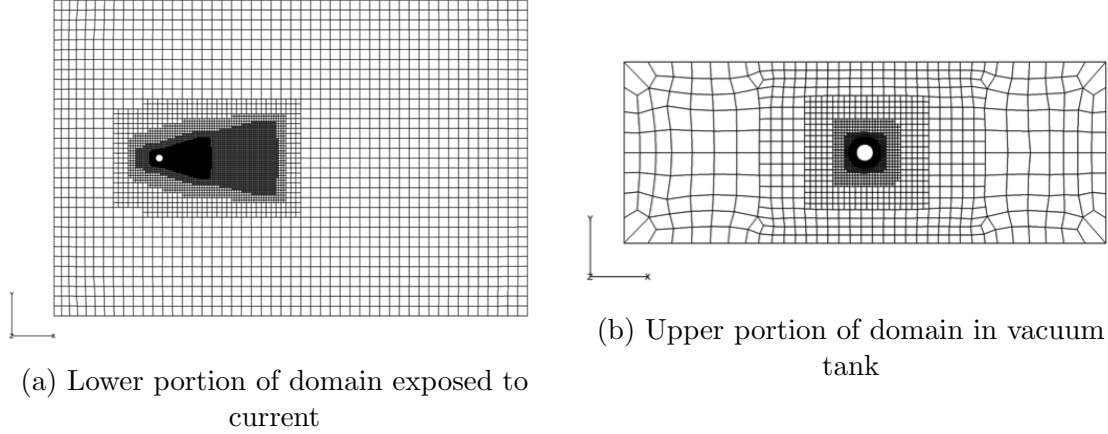 Y
Z
X
(a) Lower portion of domain exposed to
current
Y
Z
X
(b) Upper portion of domain in vacuum
tank